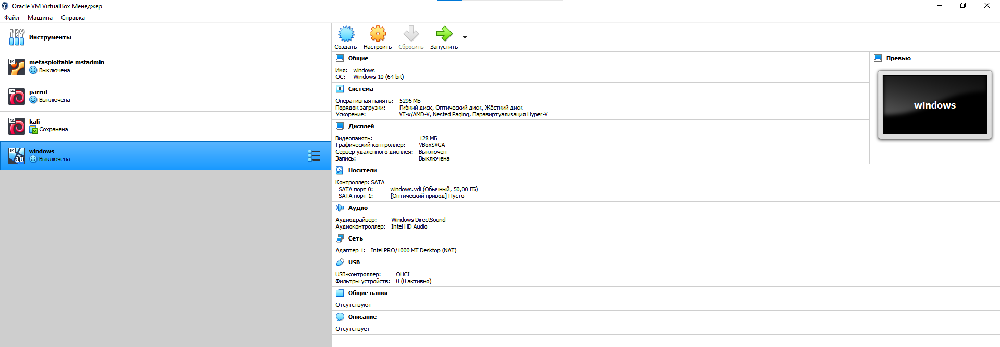 Oracle VM VirtualBox Менеджер
Файл Машина Справка
Инструменты
64
metasploitable msfadmin
Выключена
64
parrot
Выключена
64
kali
Сохранена
64
10
windows
Выключена
Создать Настроить Сбросить Запустить
Общие
Имя: windows
ОС: Windows 10 (64-bit)
Система
Оперативная память: 5296 МБ
Порядок загрузки: Гибкий диск, Оптический диск, Жёсткий диск
Ускорение: VT-x/AMD-V, Nested Paging, Паравиртуализация Hyper-V
Дисплей
Видеопамять: 128 МБ
Графический контроллер: VBoxSVGA
Сервер удалённого дисплея: Выключен
Запись: Выключена
Носители
Контроллер: SATA
SATA порт 0: windows.vdi (Обычный, 50,00 ГБ)
SATA порт 1: [Оптический привод] Пусто
Аудио
Аудиодрайвер: Windows DirectSound
Аудиоконтроллер: Intel HD Audio
Сеть
Адаптер 1: Intel PRO/1000 MT Desktop (NAT)
USB
USB-контроллер: OHCI
Фильтры устройств: 0 (0 активно)
Общие папки
Отсутствуют
Описание
Отсутствует
Превью
windows